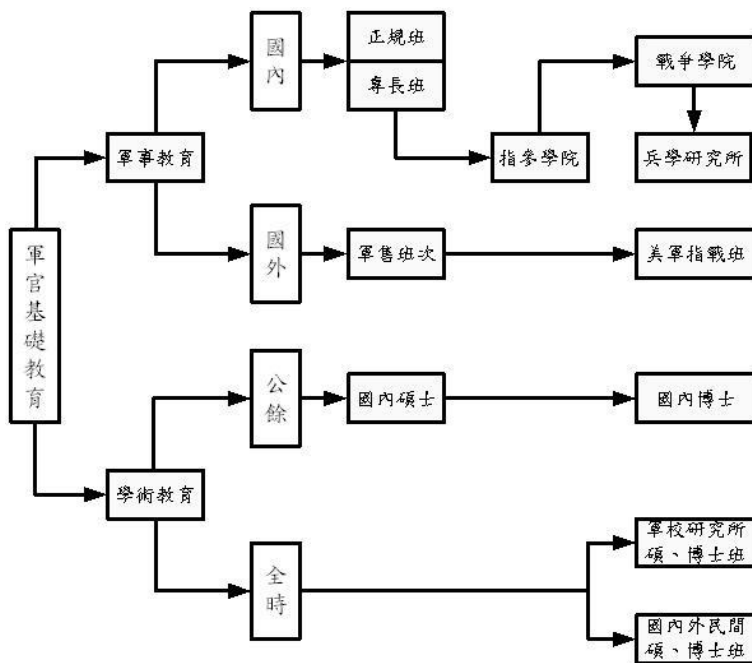 軍官基礎教育
軍事教育
國內
正規班
專長班
指參學院
戰爭學院
兵學研究所
國外
軍售班次
美軍指戰班
學術教育
公餘
國內碩士
國內博士
全時
軍校研究所
碩、博士班
國內外民間
碩、博士班